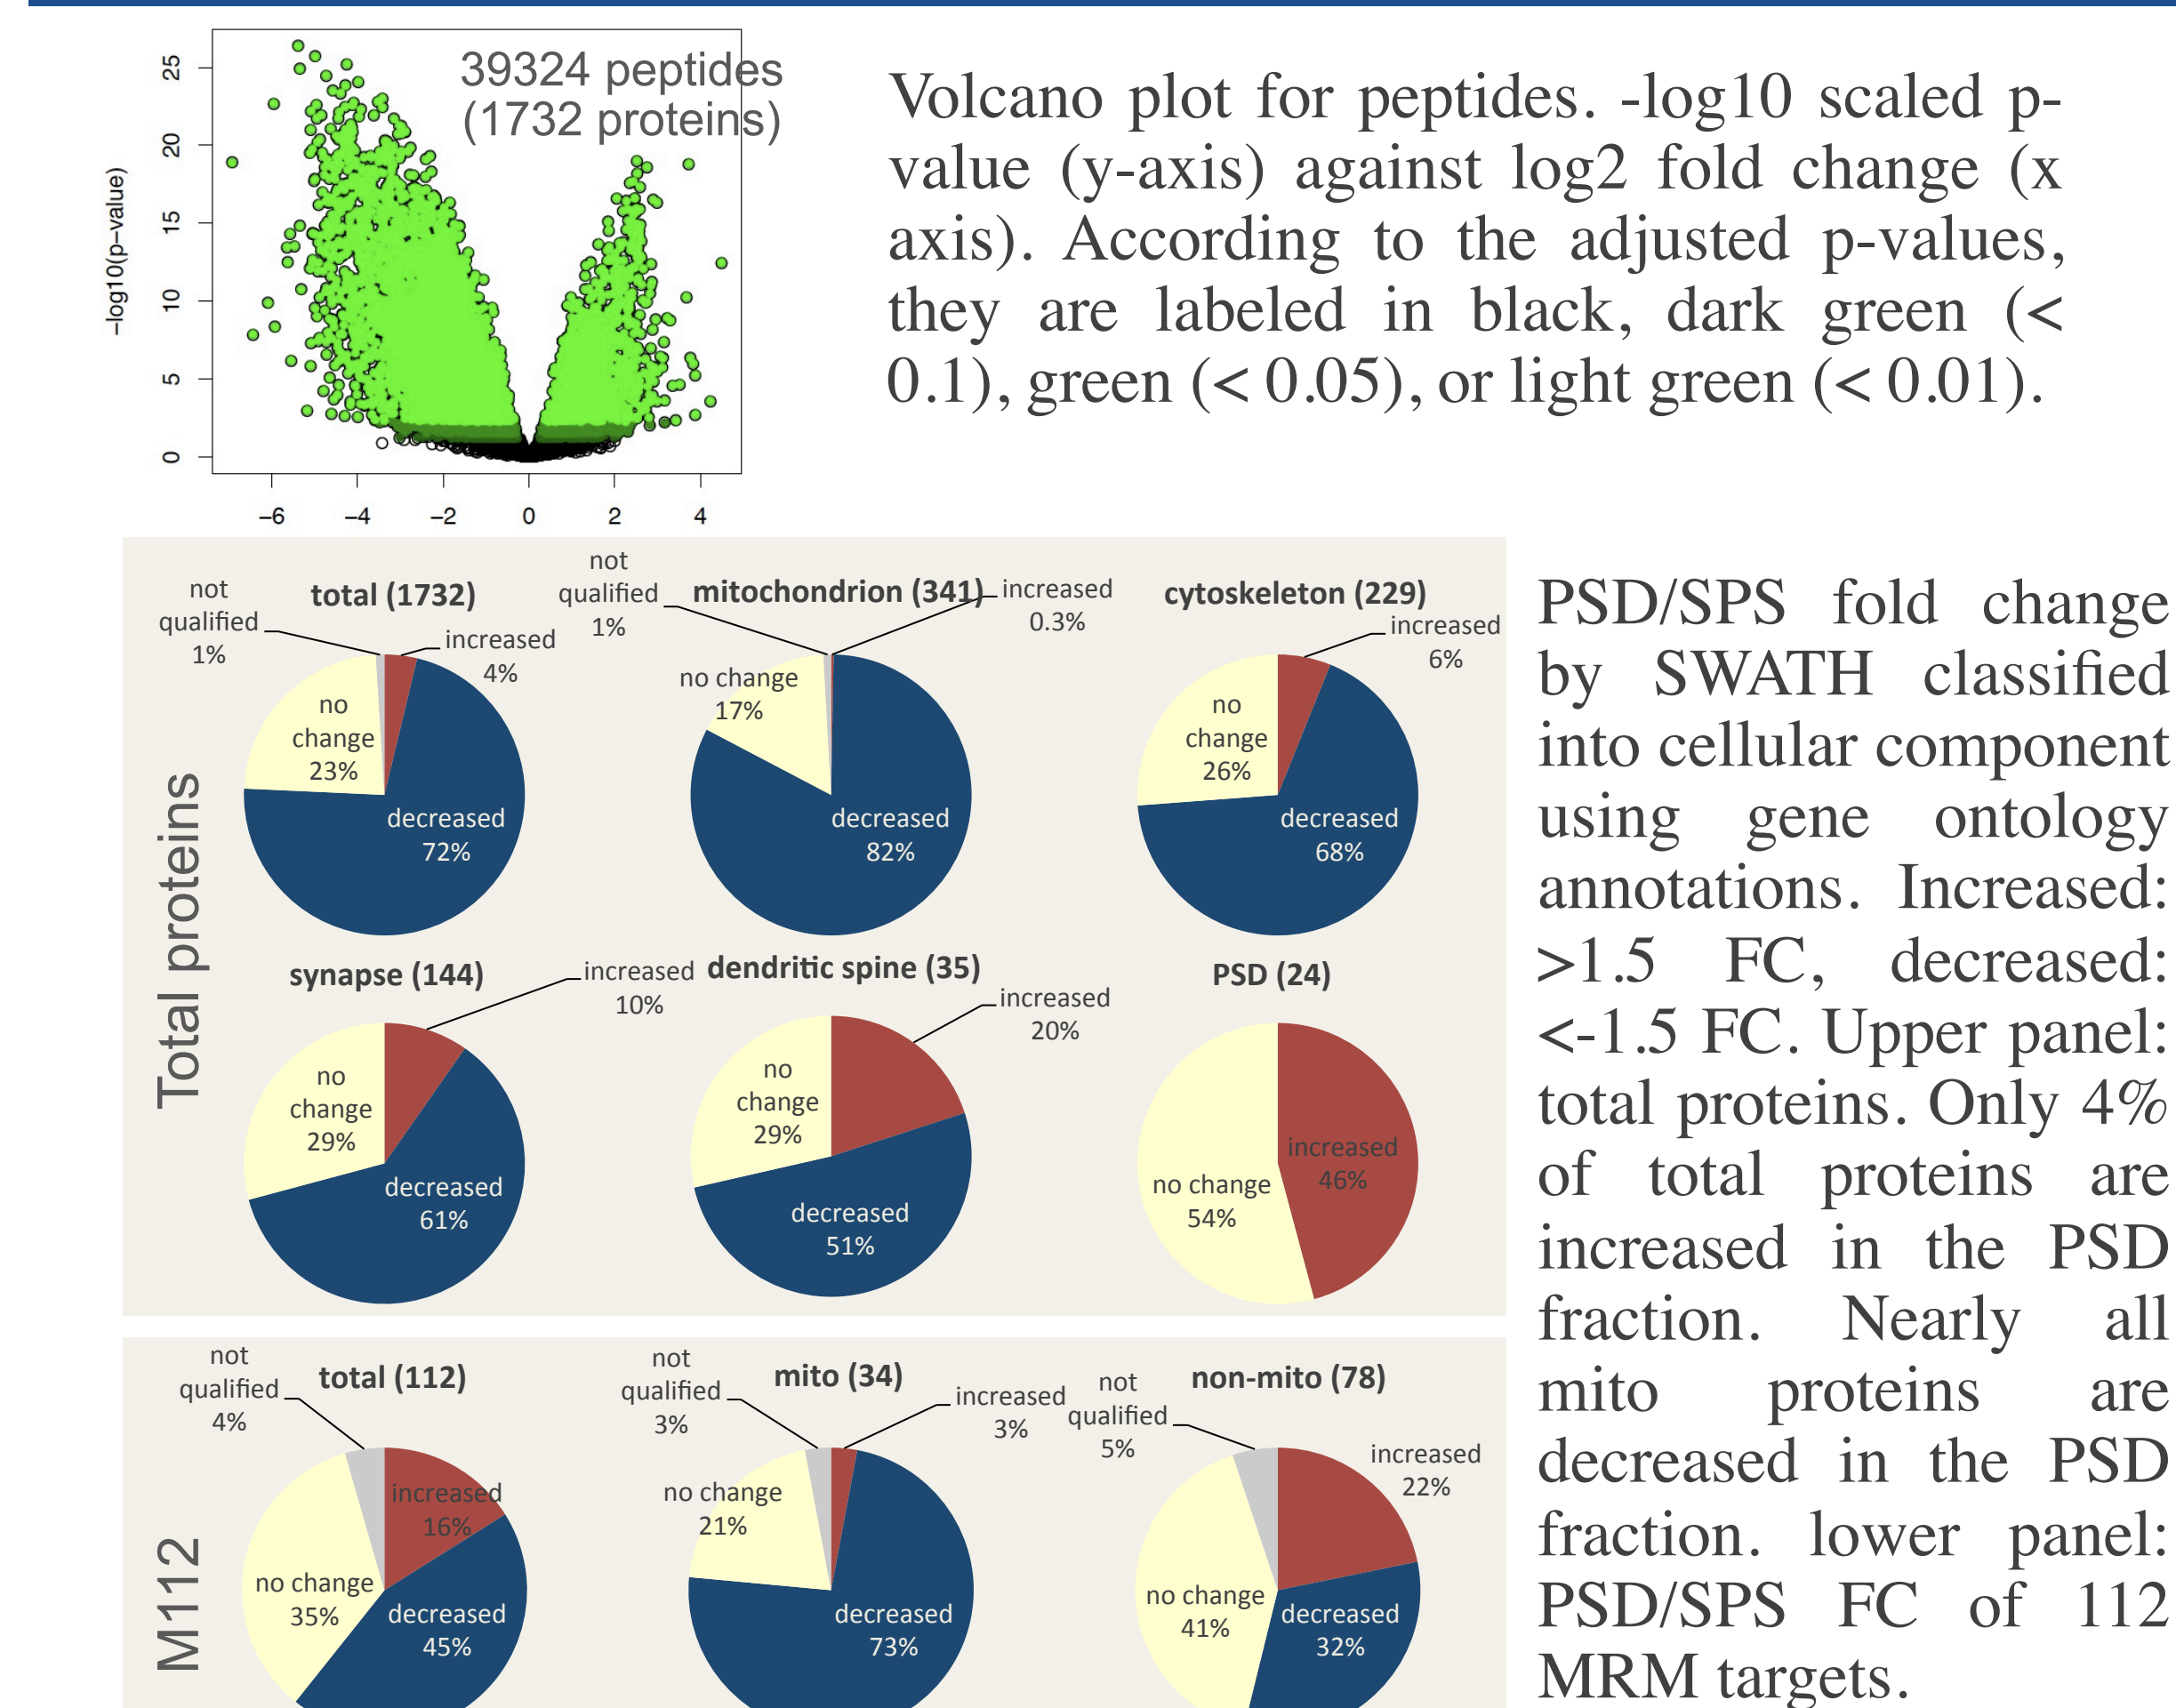 39324 peptides
(1732 proteins)
−log10(p−value)
25
20
15
10
5
0
−6
−4
−2
0
2
4
Volcano plot for peptides. -log10 scaled p-
value (y-axis) against log2 fold change (x
axis). According to the adjusted p-values,
they are labeled in black, dark green (<
0.1), green (< 0.05), or light green (< 0.01).
Total proteins
total (1732)
not
qualified
1%
increased
4%
no
change
23%
decreased
72%
mitochondrion (341)
not
qualified
1%
increased
0.3%
no change
17%
decreased
82%
cytoskeleton (229)
increased
6%
no
change
26%
decreased
68%
synapse (144)
increased
10%
no
change
29%
decreased
61%
dendritic spine (35)
increased
20%
no
change
29%
decreased
51%
PSD (24)
increased
46%
no change
54%
M112
total (112)
not
qualified
4%
increased
16%
no change
35%
decreased
45%
mito (34)
not
qualified
3%
increased
3%
no change
21%
decreased
73%
non-mito (78)
not
qualified
5%
increased
22%
no change
41%
decreased
32%
PSD/SPS fold change
by SWATH classified
into cellular component
using gene ontology
annotations. Increased:
>1.5 FC, decreased:
<-1.5 FC. Upper panel:
total proteins. Only 4%
of total proteins are
increased in the PSD
fraction. Nearly all
mito proteins are
decreased in the PSD
fraction. lower panel:
PSD/SPS FC of 112
MRM targets.